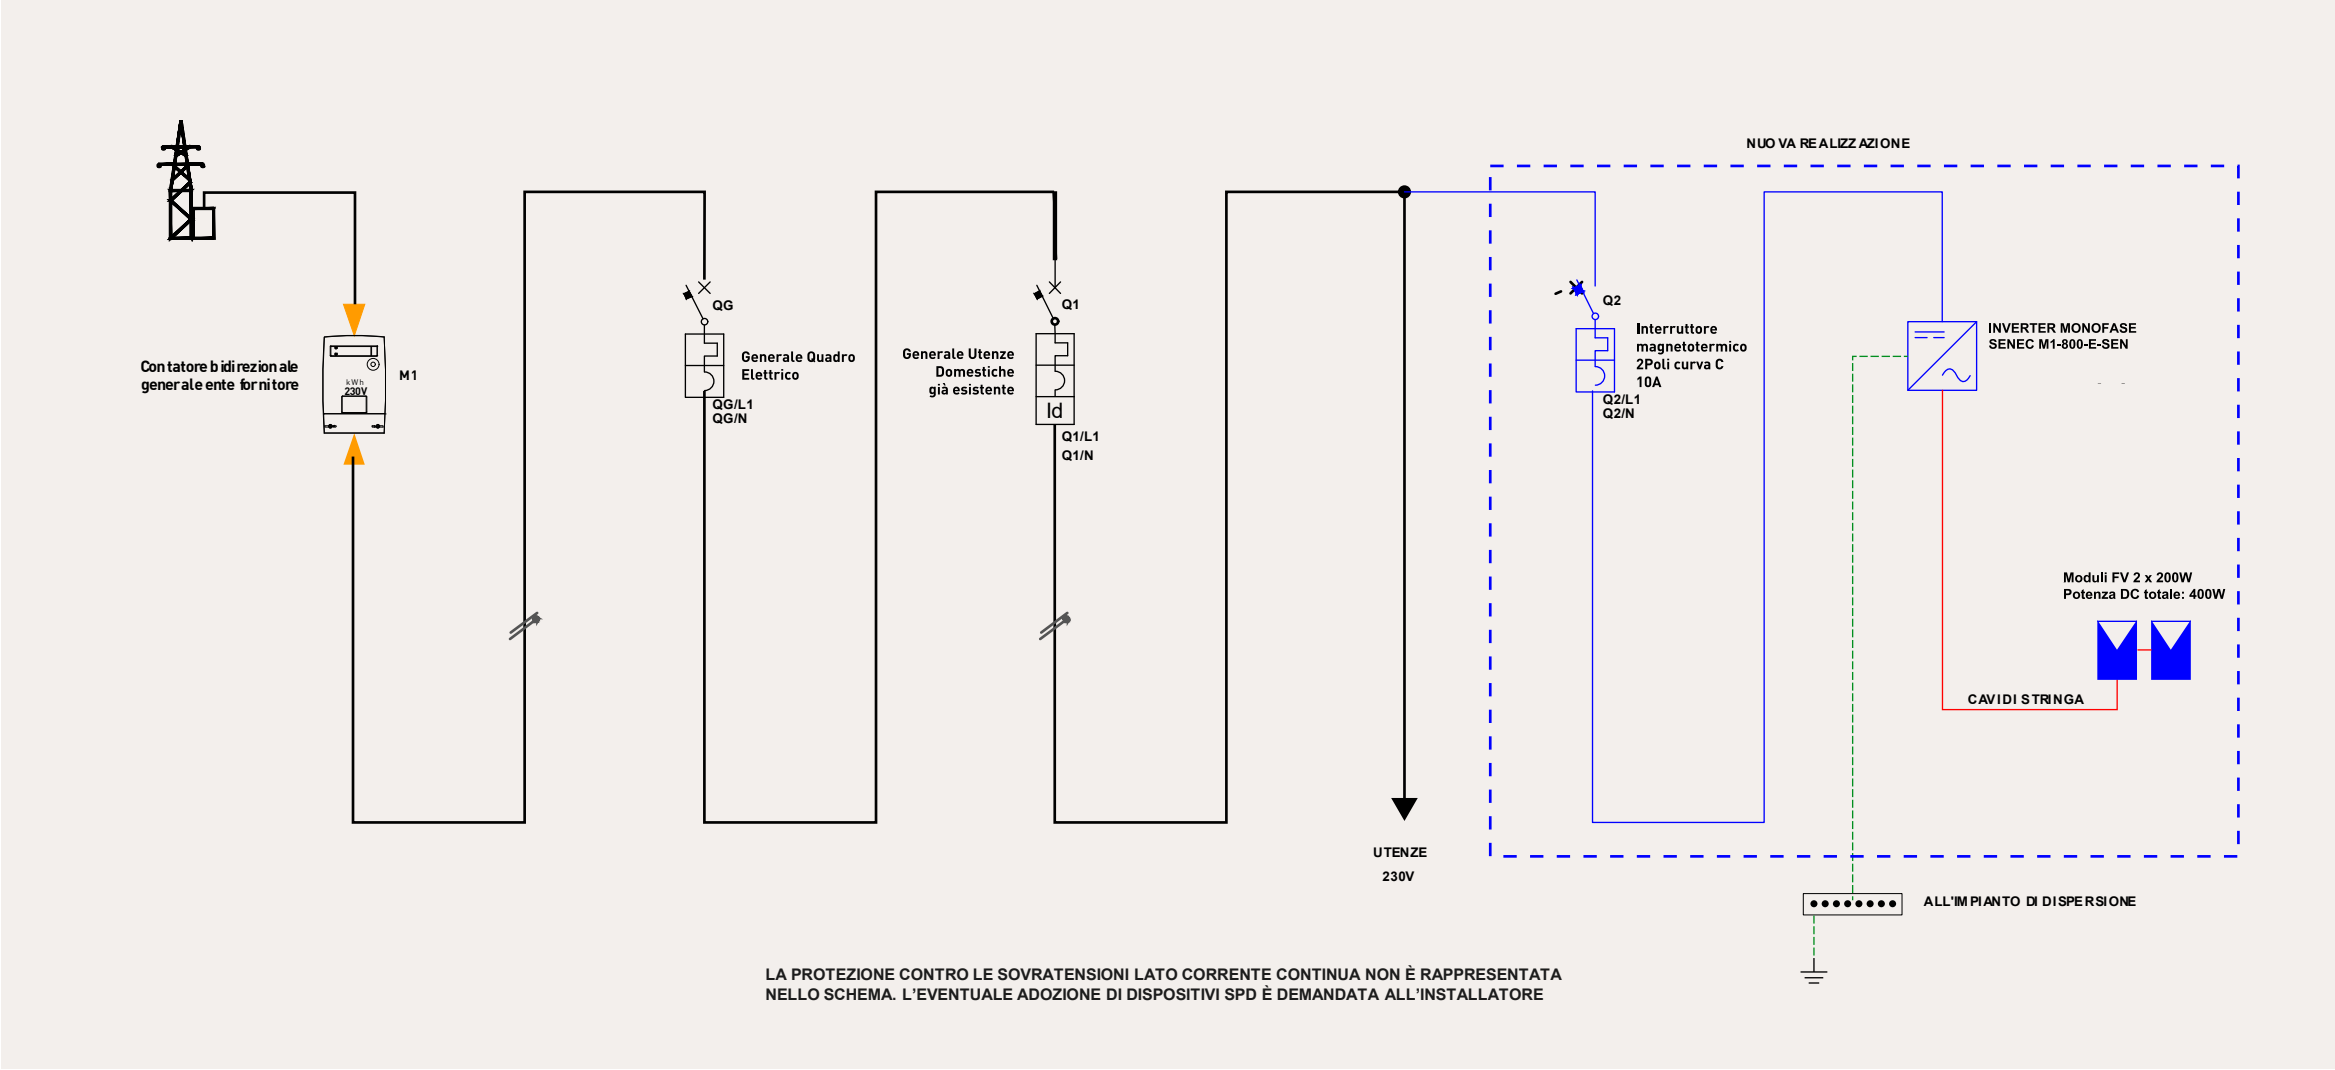 NUOVA REALIZZAZIONE
Contatore bidirezionale
generale ente fornitore
kWh
230V
M1
QG
Generale Quadro
Elettrico
QG/L1
QG/N
Q1
Generale Utenze
Domestiche
già esistente
Id
Q1/L1
Q1/N
Q2
Interruttore
magnetotermico
2Poli curva C
10A
Q2/L1
Q2/N
INVERTER MONOFASE
SENEC M1-800-E-SEN
Moduli FV 2 x 200W
Potenza DC totale: 400W
CAVI DI STRINGA
UTENZE
230V
ALL'IMPIANTO DI DISPERSIONE
LA PROTEZIONE CONTRO LE SOVRATENSIONI LATO CORRENTE CONTINUA NON È RAPPRESENTATA
NELLO SCHEMA. L’EVENTUALE ADOZIONE DI DISPOSITIVI SPD È DEMANDATA ALL’INSTALLATORE